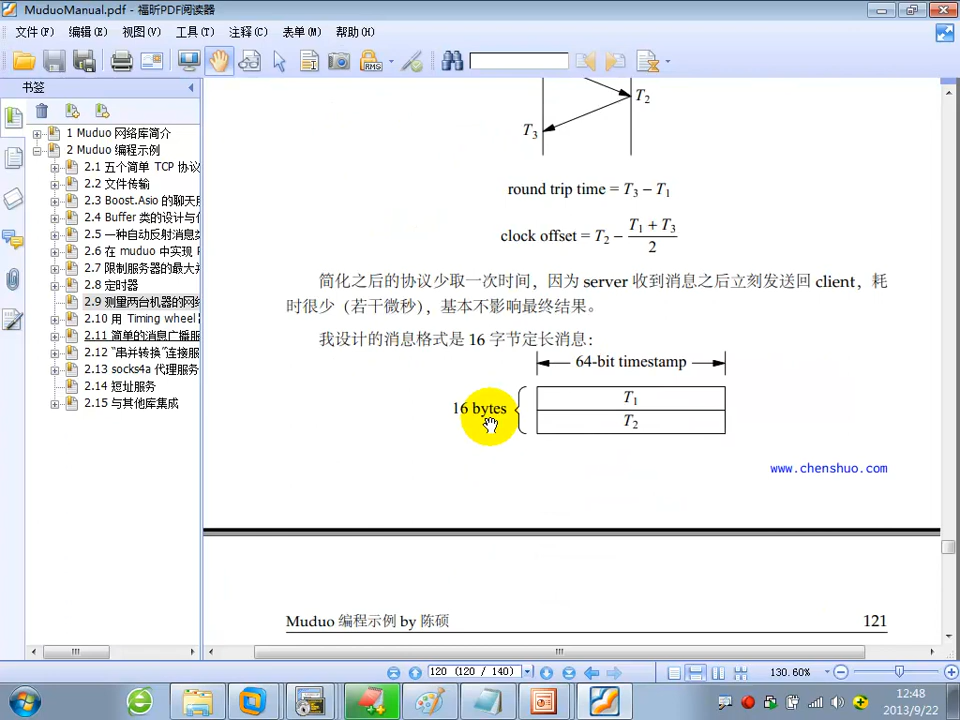 MuduoManual.pdf - 福昕PDF阅读器
文件(F) 编辑(E) 视图(V) 工具(T) 注释(C) 表单(M) 帮助(H)
RMS
书签
1 Muduo 网络库简介
2 Muduo 编程示例
2.1 五个简单 TCP 协议
2.2 文件传输
2.3 Boost.Asio 的聊天
2.4 Buffer 类的设计与
2.5 一种自动反射消息类
2.6 在 muduo 中实现
2.7 限制服务器的最大并
2.8 定时器
2.9 测量两台机器的网络
2.10 用 Timing wheel
2.11 简单的消息广播服
2.12 “串并转换”连接服
2.13 socks4a 代理服务
2.14 短址服务
2.15 与其他库集成
T2
T3
round trip time = T3 − T1
clock offset = T2 − (T1 + T3)/2
简化之后的协议少取一次时间，因为 server 收到消息之后立刻发送回 client，耗
时很少（若干微秒），基本不影响最终结果。
我设计的消息格式是 16 字节定长消息：
64-bit timestamp
16 bytes
T1
T2
www.chenshuo.com
Muduo 编程示例 by 陈硕 121
120 (120 / 140)
130.60%
12:48
2013/9/22